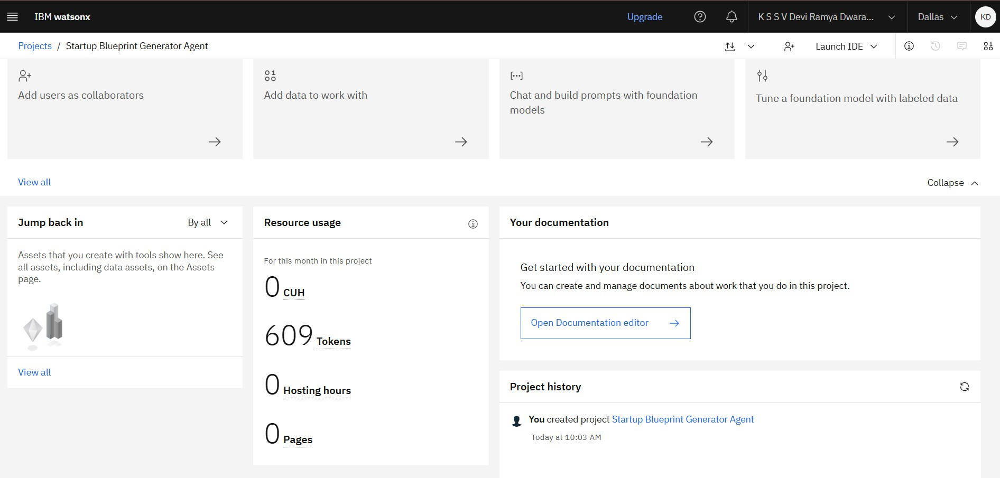 IBM watsonx
Upgrade
K S S V Devi Ramya Dwara...
Dallas
KD
Projects / Startup Blueprint Generator Agent
Launch IDE
Add users as collaborators
Add data to work with
Chat and build prompts with foundation
models
Tune a foundation model with labeled data
View all
Collapse
Jump back in
By all
Assets that you create with tools show here. See
all assets, including data assets, on the Assets
page.
View all
Resource usage
For this month in this project
0 CUH
609 Tokens
0 Hosting hours
0 Pages
Your documentation
Get started with your documentation
You can create and manage documents about work that you do in this project.
Open Documentation editor
Project history
You created project Startup Blueprint Generator Agent
Today at 10:03 AM